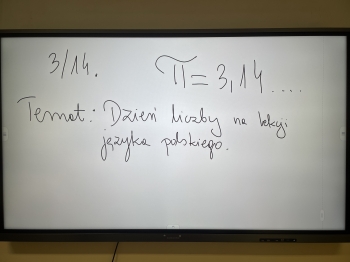 3/14. π = 3,14....
Temat: Dzień liczby na lekcji
języka polskiego.